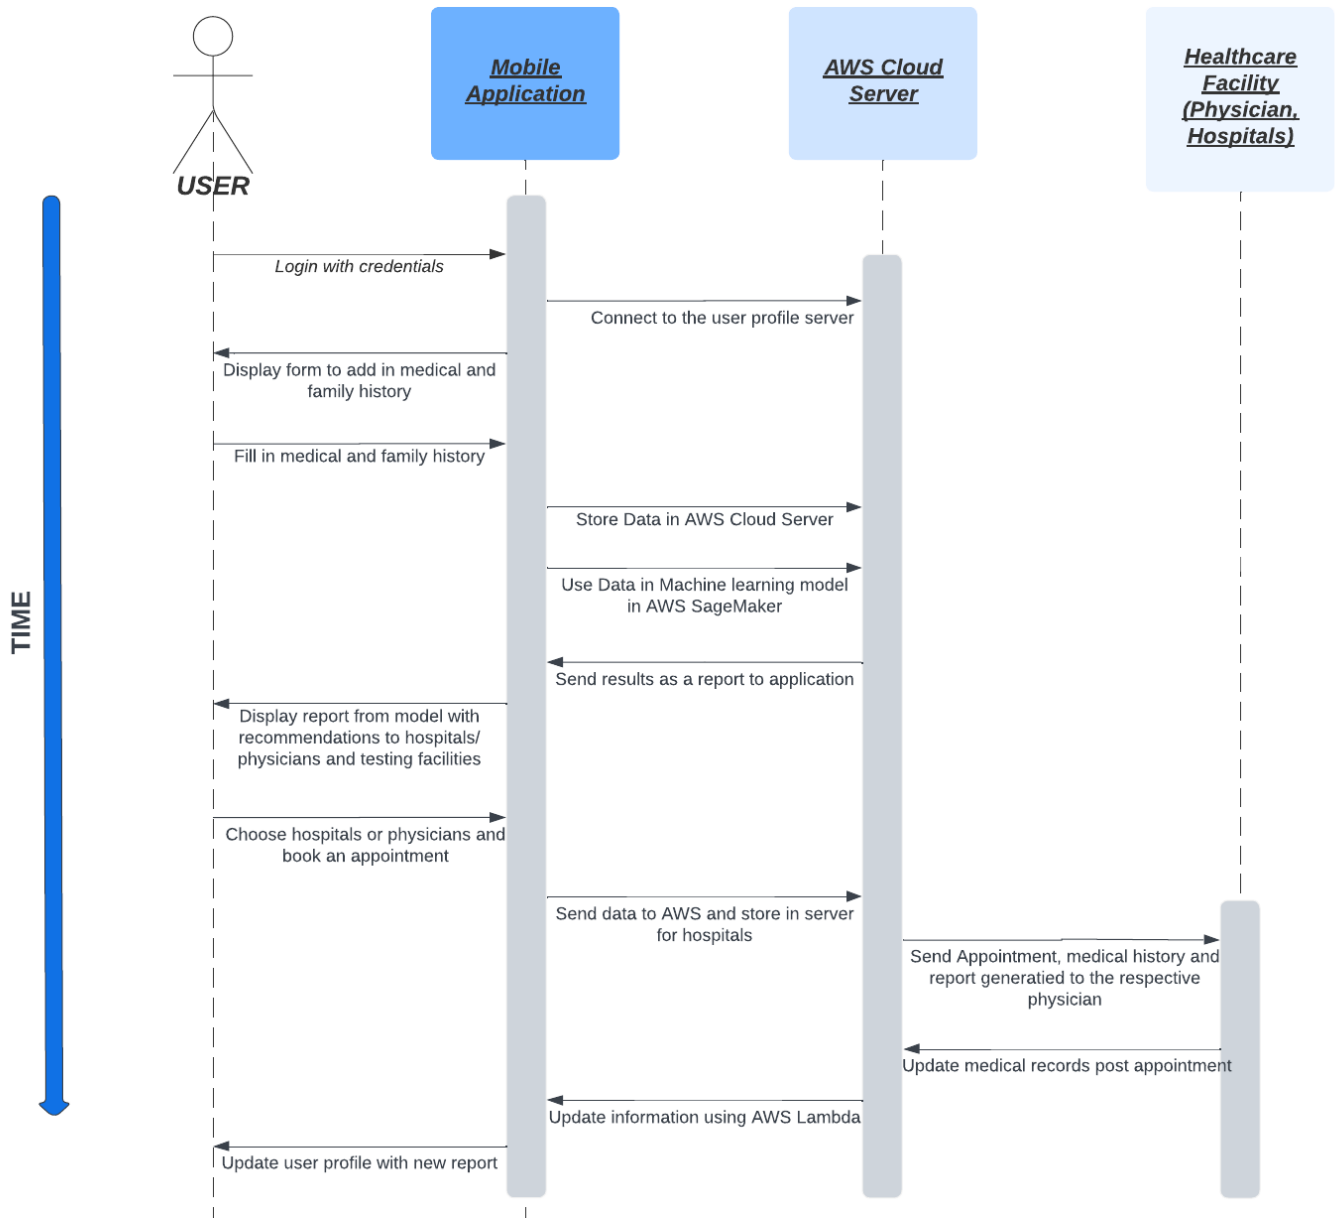 USER
Mobile
Application
AWS Cloud
Server
Healthcare
Facility
(Physician,
Hospitals)
TIME
Login with credentials
Connect to the user profile server
Display form to add in medical and
family history
Fill in medical and family history
Store Data in AWS Cloud Server
Use Data in Machine learning model
in AWS SageMaker
Send results as a report to application
Display report from model with
recommendations to hospitals/
physicians and testing facilities
Choose hospitals or physicians and
book an appointment
Send data to AWS and store in server
for hospitals
Send Appointment, medical history and
report generatied to the respective
physician
Update medical records post appointment
Update information using AWS Lambda
Update user profile with new report